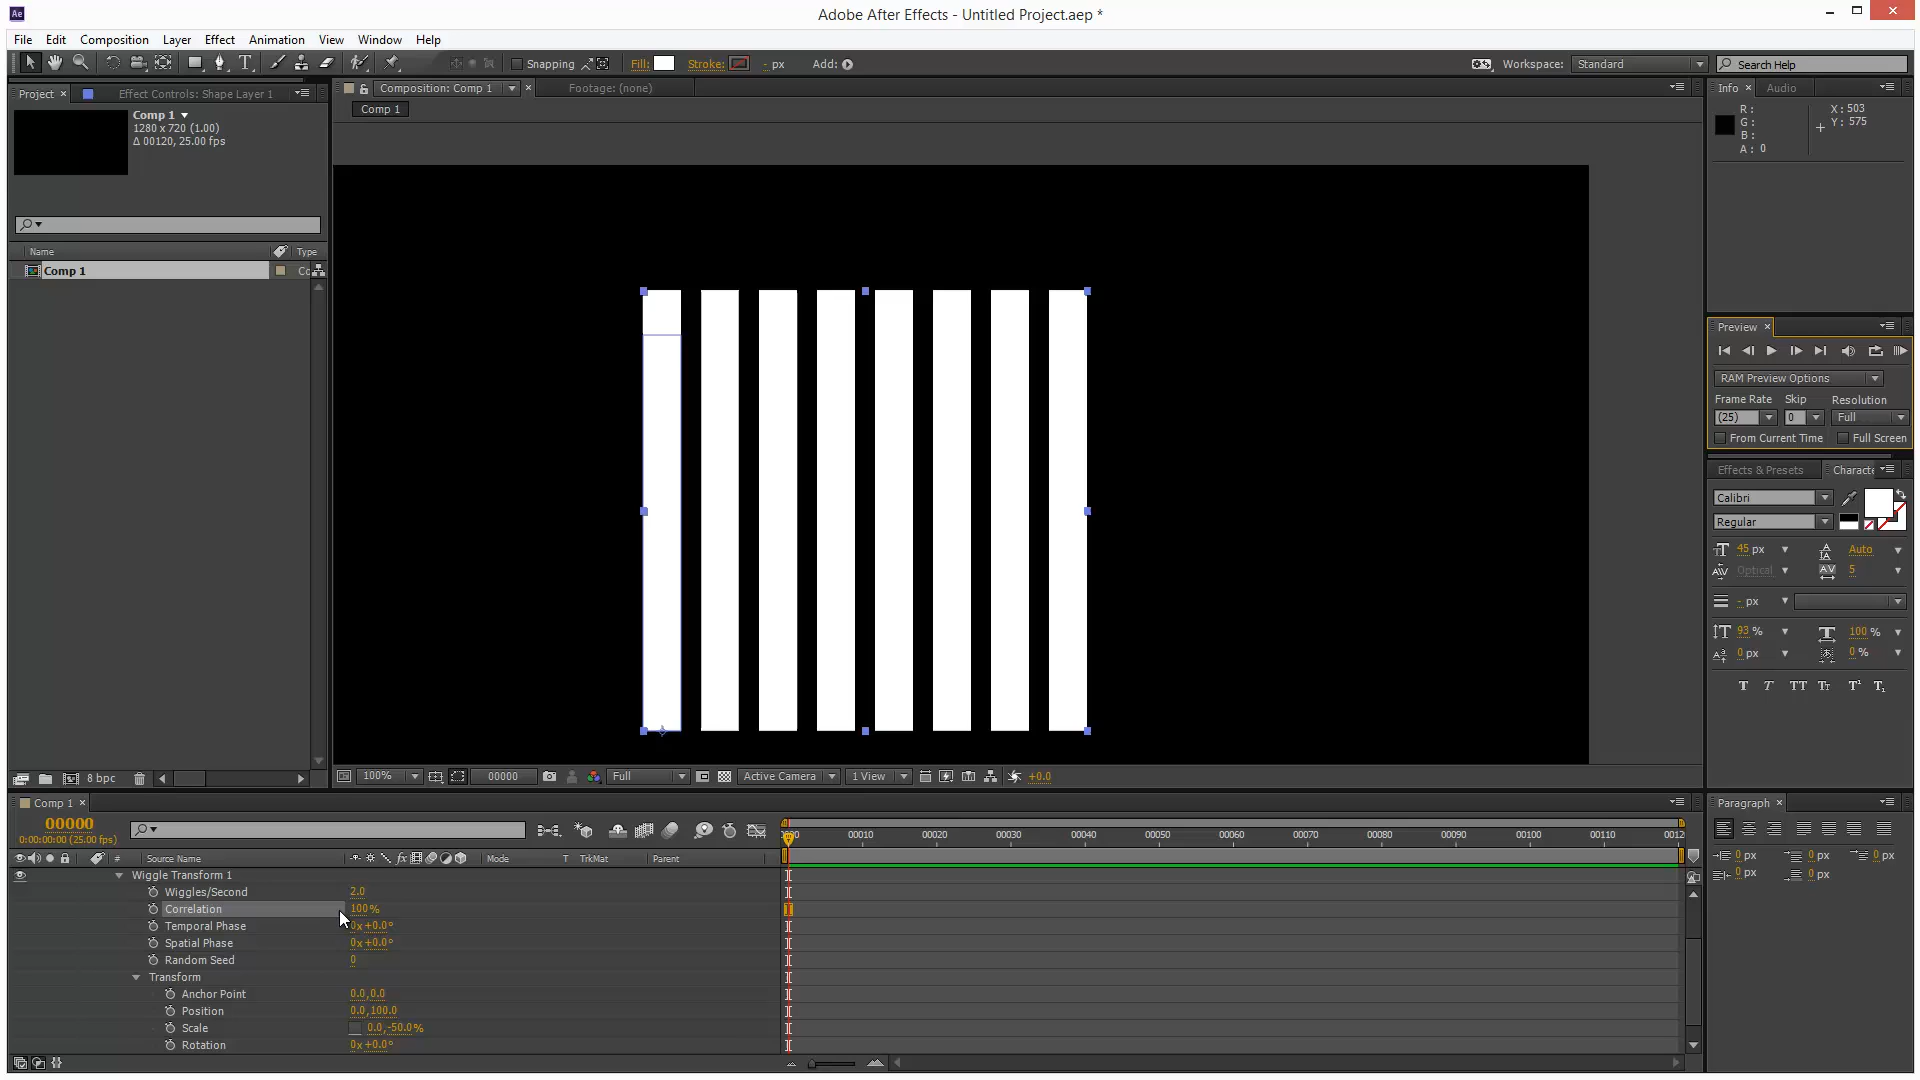 Ae
Adobe After Effects - Untitled Project.aep *
File Edit Composition Layer Effect Animation View Window Help
Snapping Fill: Stroke: - px Add: Workspace: Standard Search Help
Project × Effect Controls: Shape Layer 1
Composition: Comp 1 × Footage: (none)
Info × Audio
Comp 1
Comp 1
1280 x 720 (1.00)
Δ 00120, 25.00 fps
R:
G:
B:
A: 0
X: 503
Y: 575
Name Type
Comp 1 Co
Preview ×
RAM Preview Options
Frame Rate Skip Resolution
(25) 0 Full
From Current Time Full Screen
Effects & Presets Characte
Calibri
Regular
45 px Auto
Optical 5
- px
93 % 100 %
0 px 0 %
T T TT Tt T¹ T₁
8 bpc
100% 00000 Full Active Camera 1 View +0.0
Comp 1 ×
Paragraph ×
00000
0:00:00:00 (25.00 fps)
00010 00020 00030 00040 00050 00060 00070 00080 00090 00100 00110 0012
# Source Name Mode T TrkMat Parent
0 px 0 px 0 px
0 px 0 px
Wiggle Transform 1
Wiggles/Second 2.0
Correlation 100%
Temporal Phase 0x+0.0°
Spatial Phase 0x+0.0°
Random Seed 0
Transform
Anchor Point 0.0,0.0
Position 0.0,100.0
Scale 0.0,-50.0%
Rotation 0x+0.0°